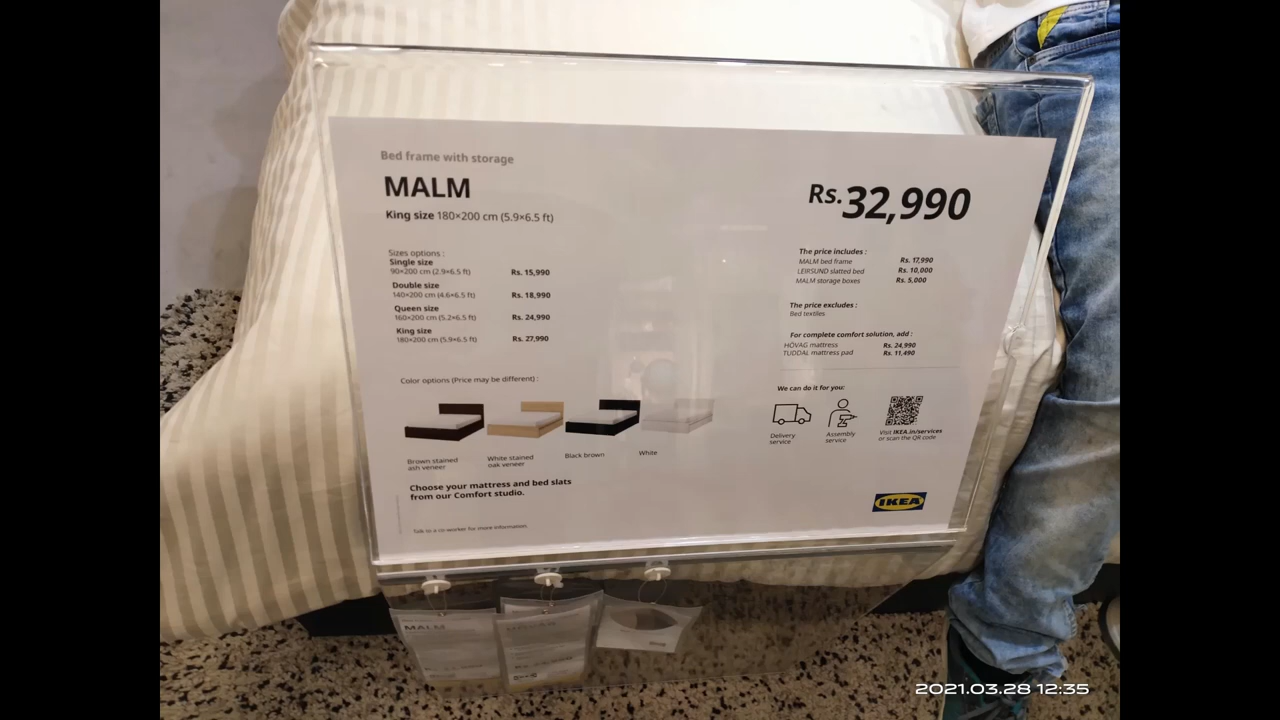 Bed frame with storage
MALM
King size 180×200 cm (5.9×6.5 ft)
Rs.32,990
Sizes options :
Single size
90×200 cm (2.9×6.5 ft) Rs. 15,990
Double size
140×200 cm (4.6×6.5 ft) Rs. 18,990
Queen size
160×200 cm (5.2×6.5 ft) Rs. 24,990
King size
180×200 cm (5.9×6.5 ft) Rs. 27,990
The price includes :
MALM bed frame Rs. 17,990
LEIRSUND slatted bed Rs. 10,000
MALM storage boxes Rs. 5,000
The price excludes :
Bed textiles
For complete comfort solution, add :
HÖVAG mattress Rs. 24,990
TUDDAL mattress pad Rs. 11,490
Color options (Price may be different) :
Brown stained
ash veneer
White stained
oak veneer
Black brown
White
We can do it for you:
Delivery
service
Assembly
service
Visit IKEA.in/services
or scan the QR code
Choose your mattress and bed slats
from our Comfort studio.
Talk to a co-worker for more information.
IKEA
MALM
2021.03.28 12:35